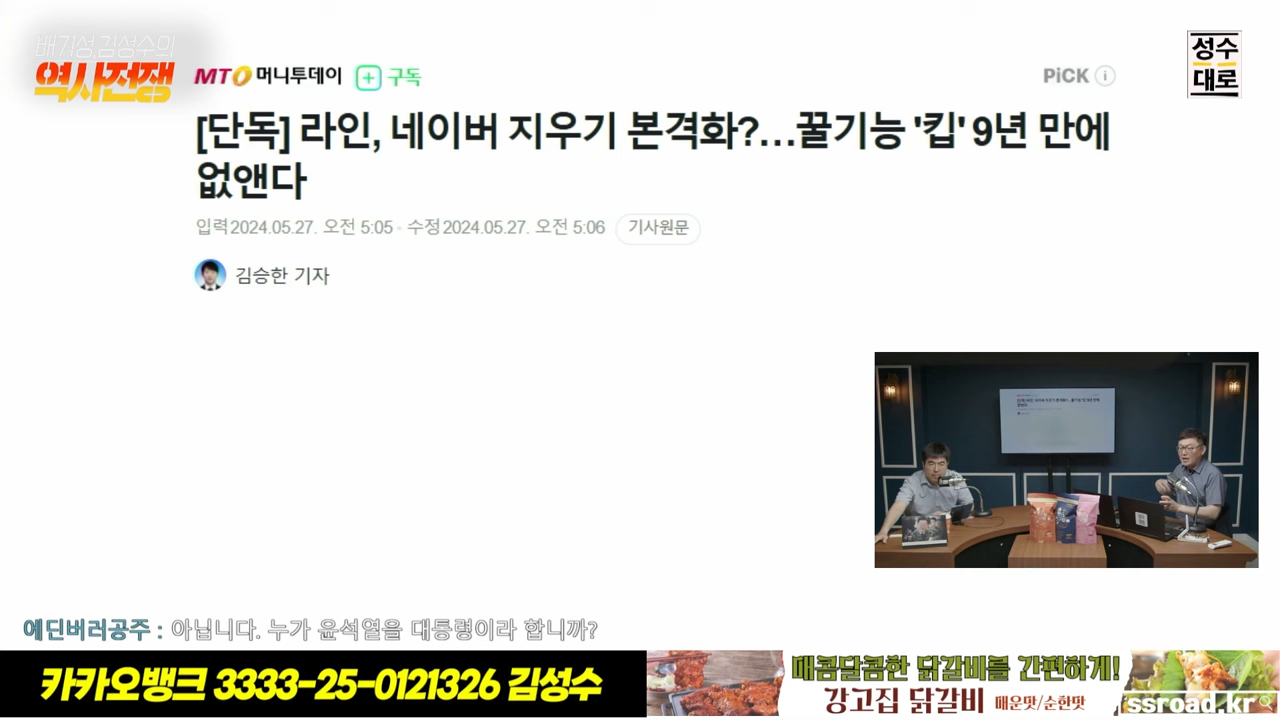 배기성,김성수의
역사전쟁
성수
대로
MTO 머니투데이 + 구독
PiCK i
[단독] 라인, 네이버 지우기 본격화?…꿀기능 '킵' 9년 만에
없앤다
입력2024.05.27. 오전 5:05 · 수정2024.05.27. 오전 5:06 기사원문
김승한 기자
에딘버러공주 : 아닙니다. 누가 윤석열을 대통령이라 합니까?
카카오뱅크 3333-25-0121326 김성수
매콤달콤한 닭갈비를 간편하게!
강고집 닭갈비 매운맛/순한맛
ssroad.kr